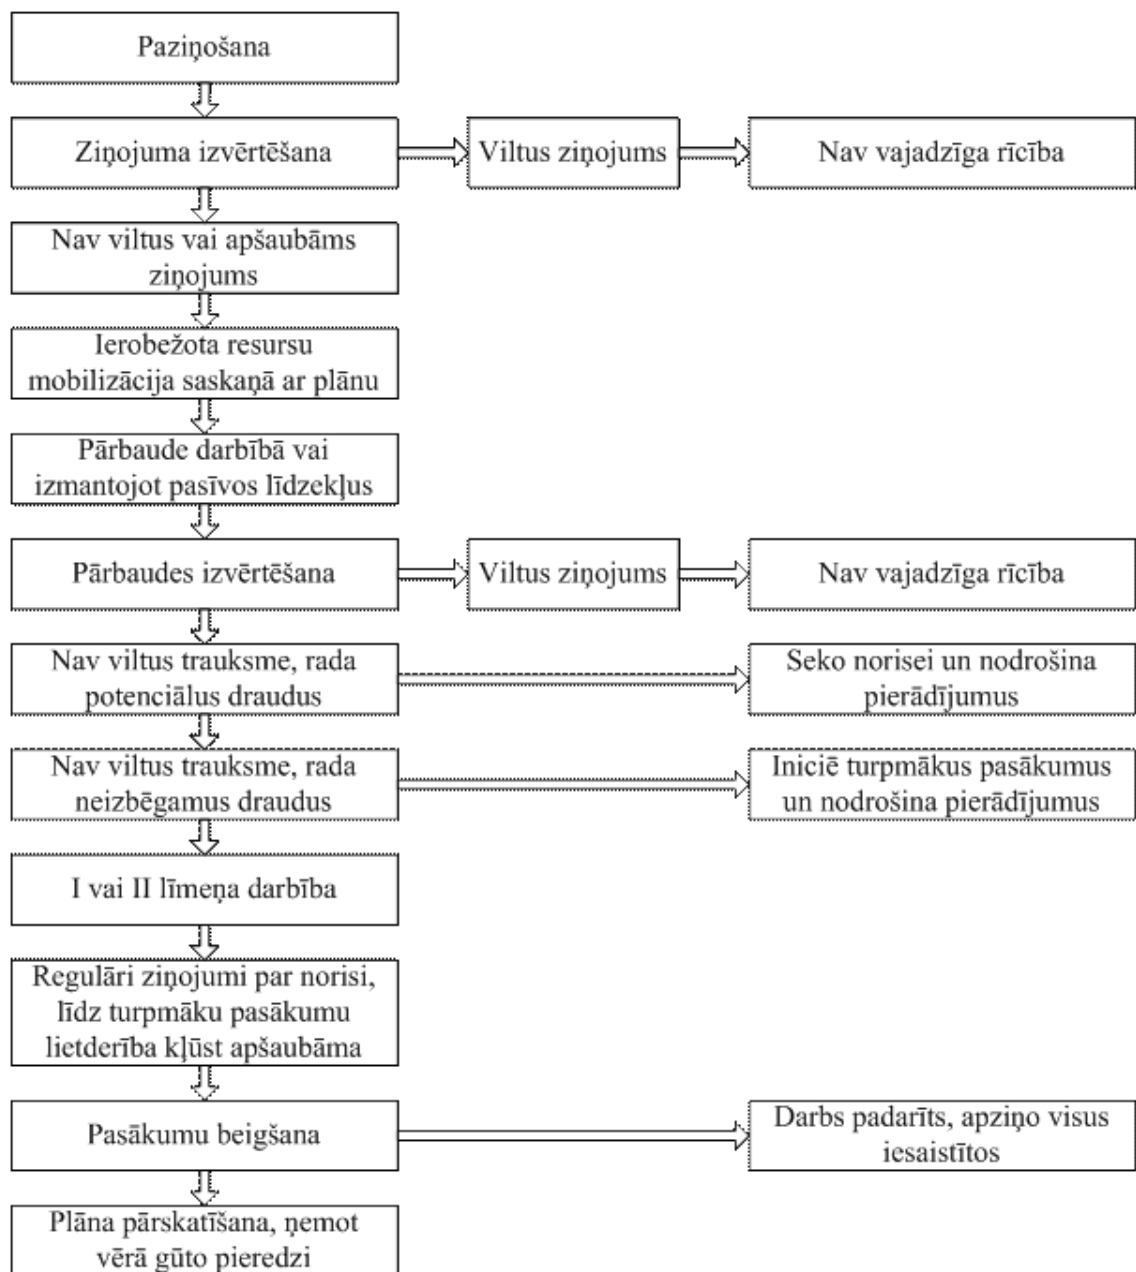 Paziņošana
Ziņojuma izvērtēšana
Viltus ziņojums
Nav vajadzīga rīcība
Nav viltus vai apšaubāms
ziņojums
Ierobežota resursu
mobilizācija saskaņā ar plānu
Pārbaude darbībā vai
izmantojot pasīvos līdzekļus
Pārbaudes izvērtēšana
Viltus ziņojums
Nav vajadzīga rīcība
Nav viltus trauksme, rada
potenciālus draudus
Seko norisei un nodrošina
pierādījumus
Nav viltus trauksme, rada
neizbēgamus draudus
Iniciē turpmākus pasākumus
un nodrošina pierādījumus
I vai II līmeņa darbība
Regulāri ziņojumi par norisi,
līdz turpmāku pasākumu
lietderība kļūst apšaubāma
Pasākumu beigšana
Darbs padarīts, apziņo visus
iesaistītos
Plāna pārskatīšana, ņemot
vērā gūto pieredzi